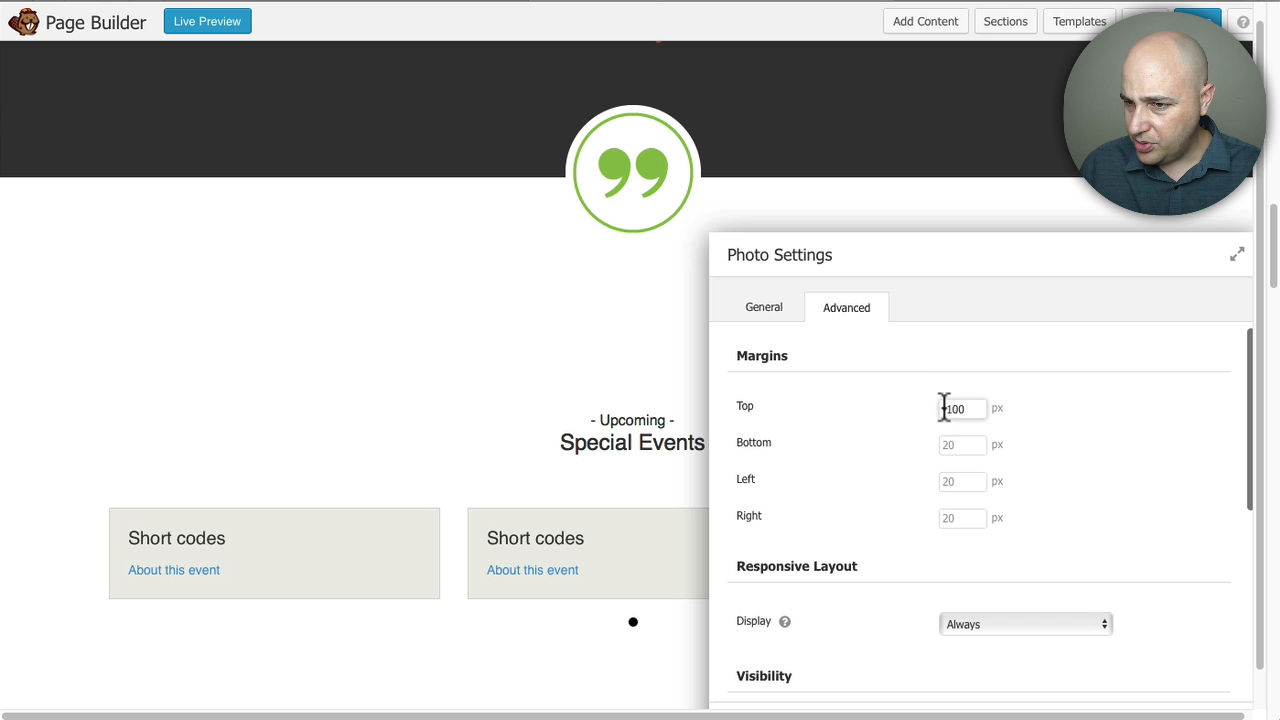 Page Builder
Live Preview
Add Content
Sections
Templates
?
Photo Settings
General
Advanced
Margins
Top
100
px
Bottom
20
px
Left
20
px
Right
20
px
Responsive Layout
Display ?
Always
Visibility
- Upcoming -
Special Events
Short codes
About this event
Short codes
About this event